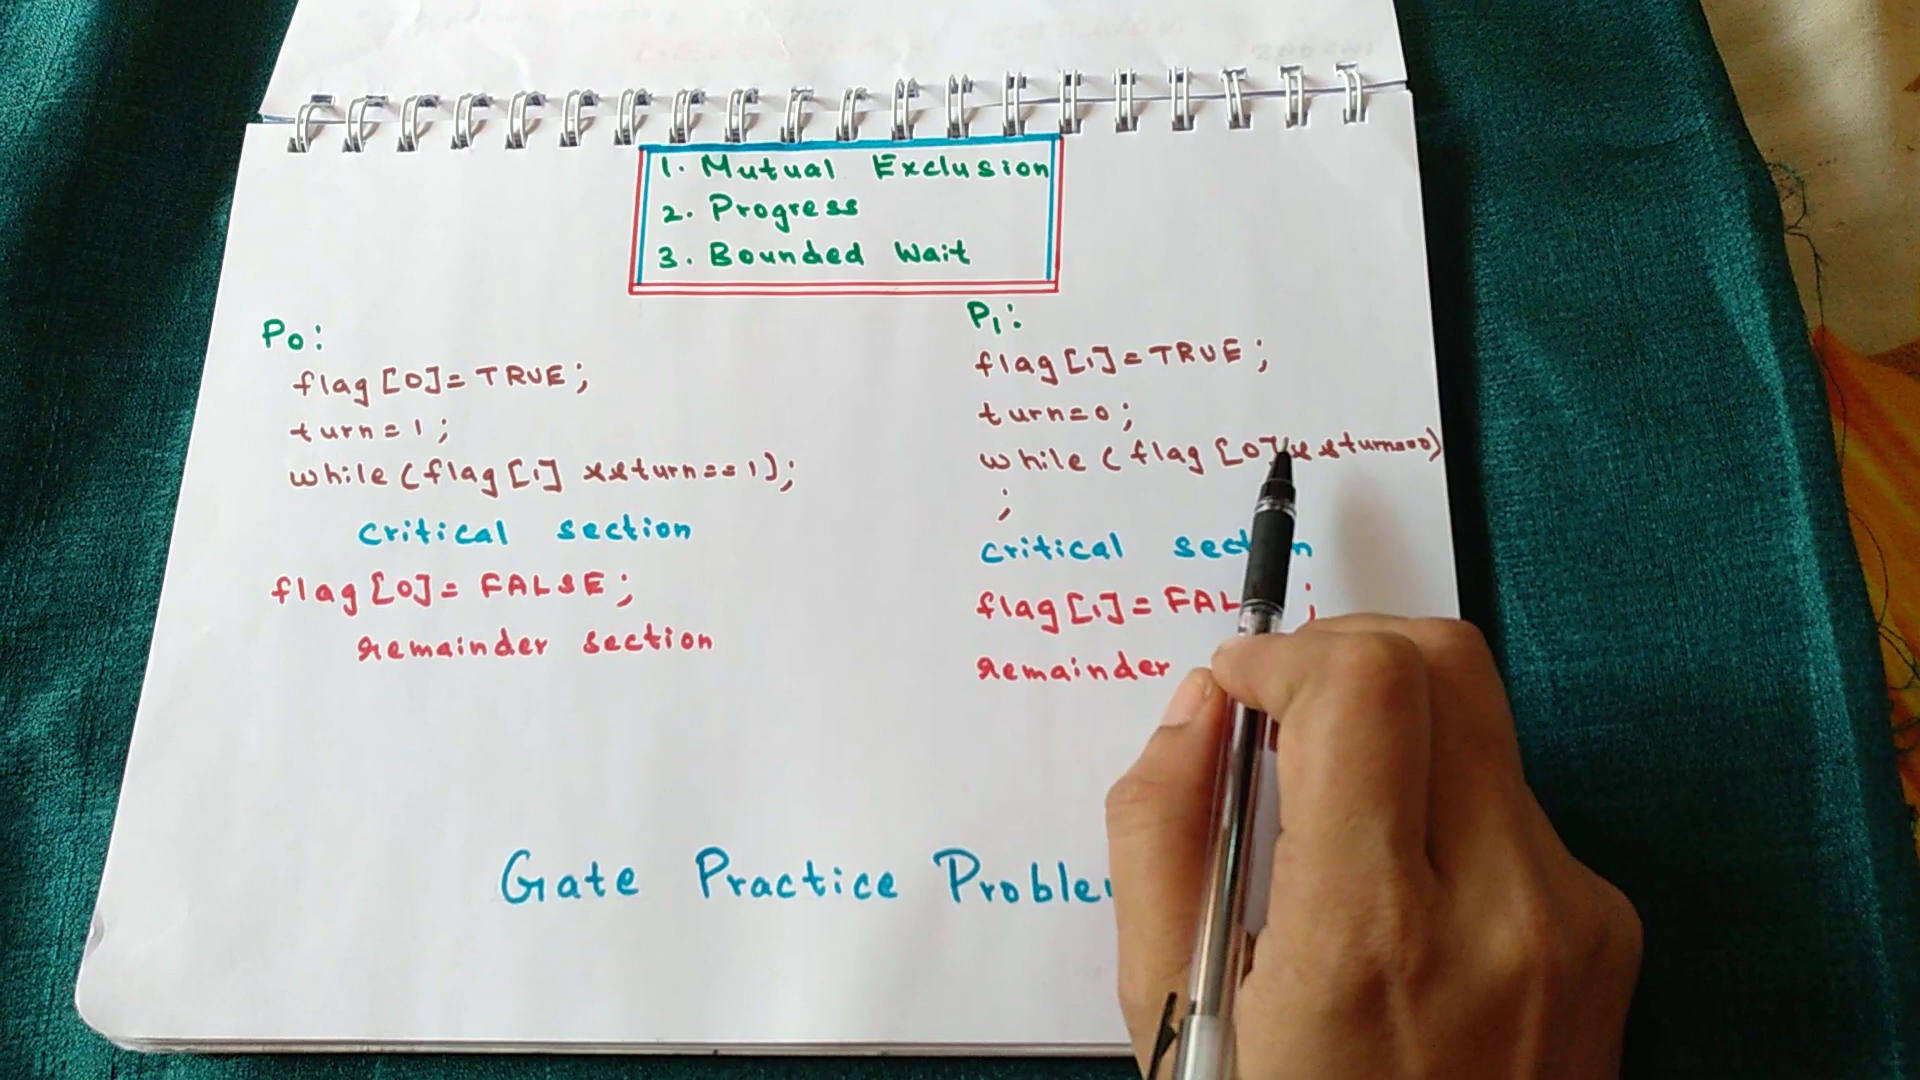 1. Mutual Exclusion
2. Progress
3. Bounded Wait
P0:
flag[0]=TRUE;
turn=1;
while(flag[1] &&turn==1);
critical section
flag[0]= FALSE;
remainder section
P1:
flag[1]=TRUE;
turn=0;
while(flag[0]&&turn==0)
;
critical
flag[1]=
remainder
Gate Practice